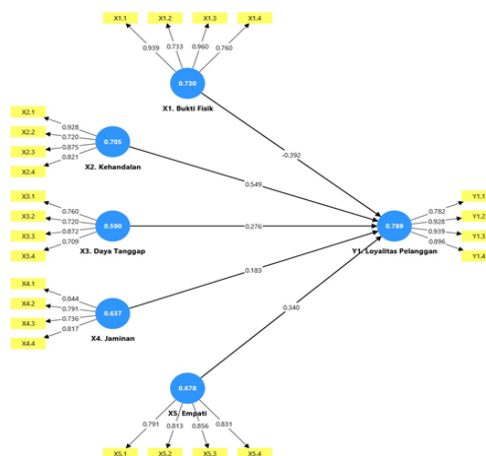 X1.1 X1.2 X1.3 X1.4
0.939 0.733 0.960 0.760
0.730
X1. Bukti Fisik
X2.1
X2.2
X2.3
X2.4
0.928
0.720
0.875
0.821
0.705
X2. Kehandalan
-0.392
0.549
X3.1
X3.2
X3.3
X3.4
0.760
0.720
0.872
0.709
0.590
X3. Daya Tanggap
0.276
0.789
Y1. Loyalitas Pelanggan
0.782
0.928
0.939
0.896
Y1.1
Y1.2
Y1.3
Y1.4
X4.1
X4.2
X4.3
X4.4
0.844
0.791
0.736
0.817
0.637
X4. Jaminan
0.183
0.340
0.678
X5. Empati
0.791 0.813 0.856 0.831
X5.1 X5.2 X5.3 X5.4